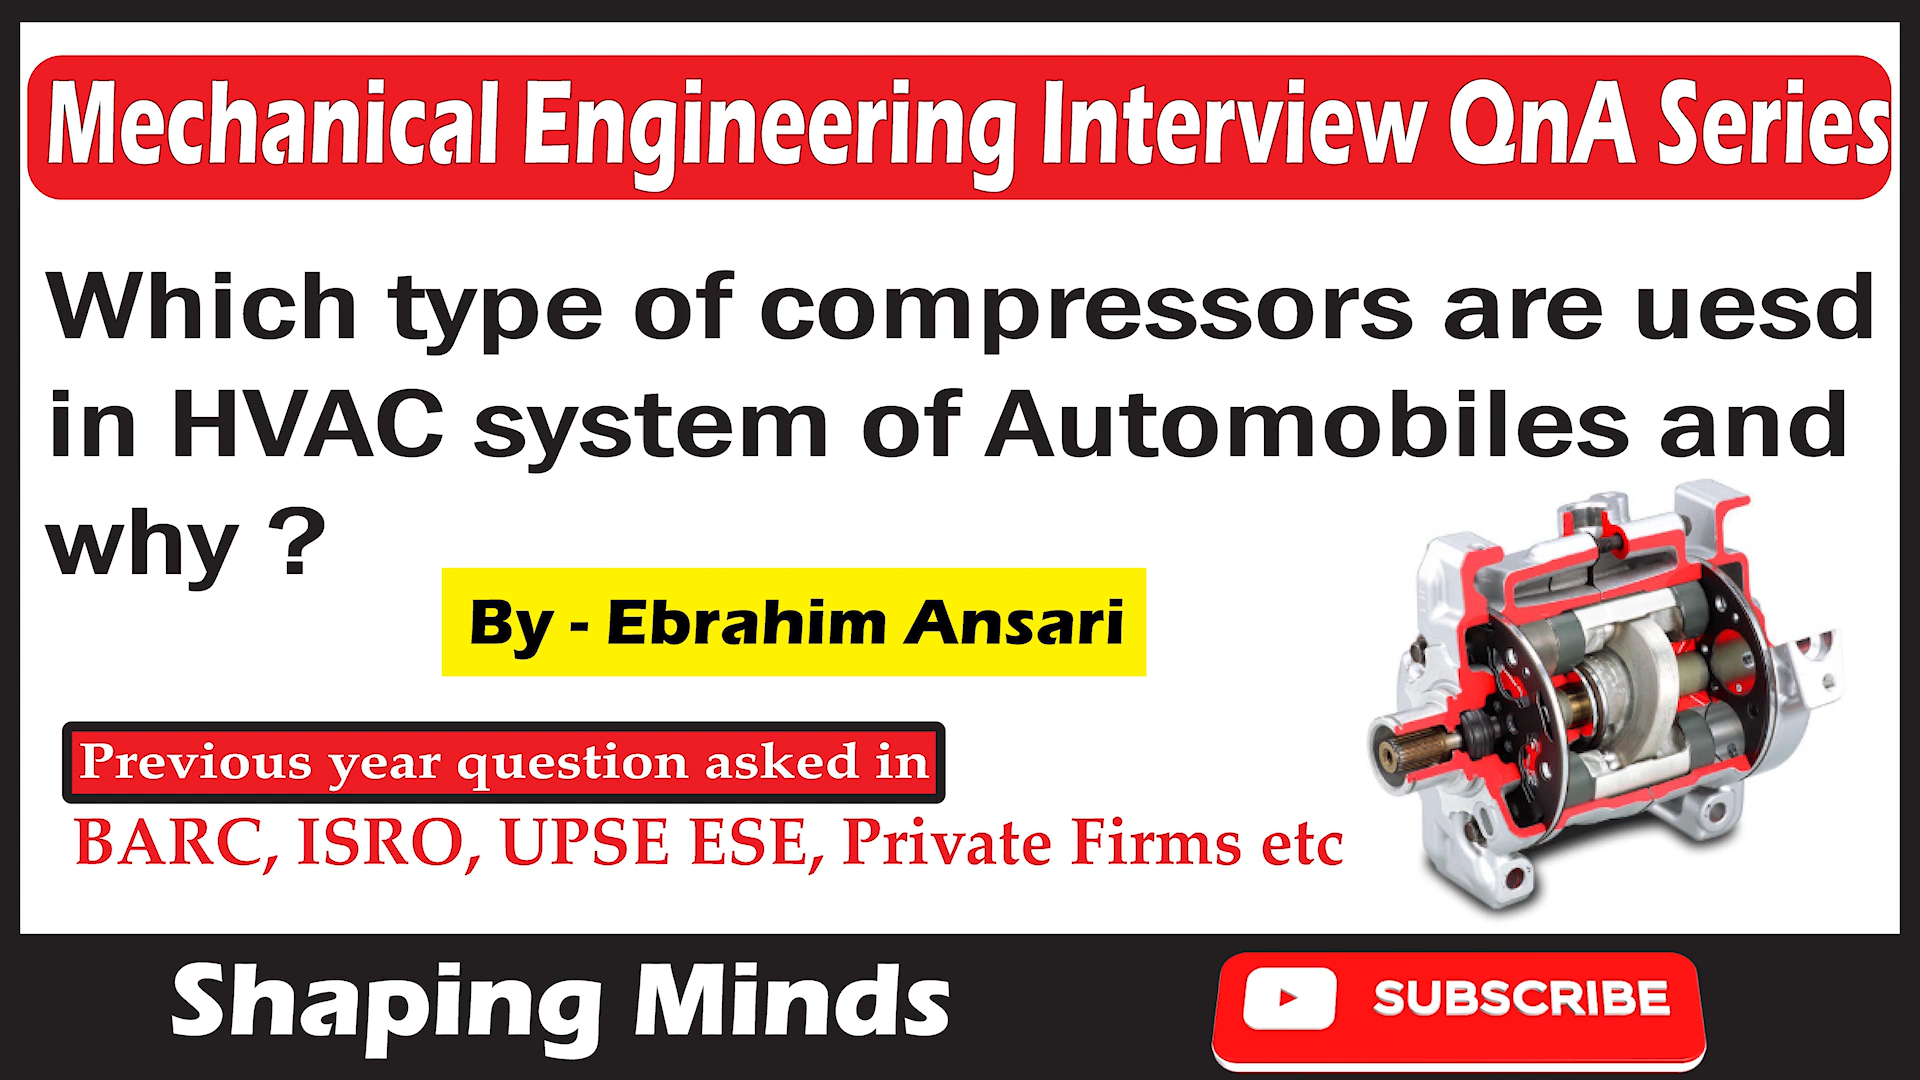 Mechanical Engineering Interview QnA Series
Which type of compressors are uesd
in HVAC system of Automobiles and
why ?
By - Ebrahim Ansari
Previous year question asked in
BARC, ISRO, UPSE ESE, Private Firms etc
Shaping Minds
SUBSCRIBE